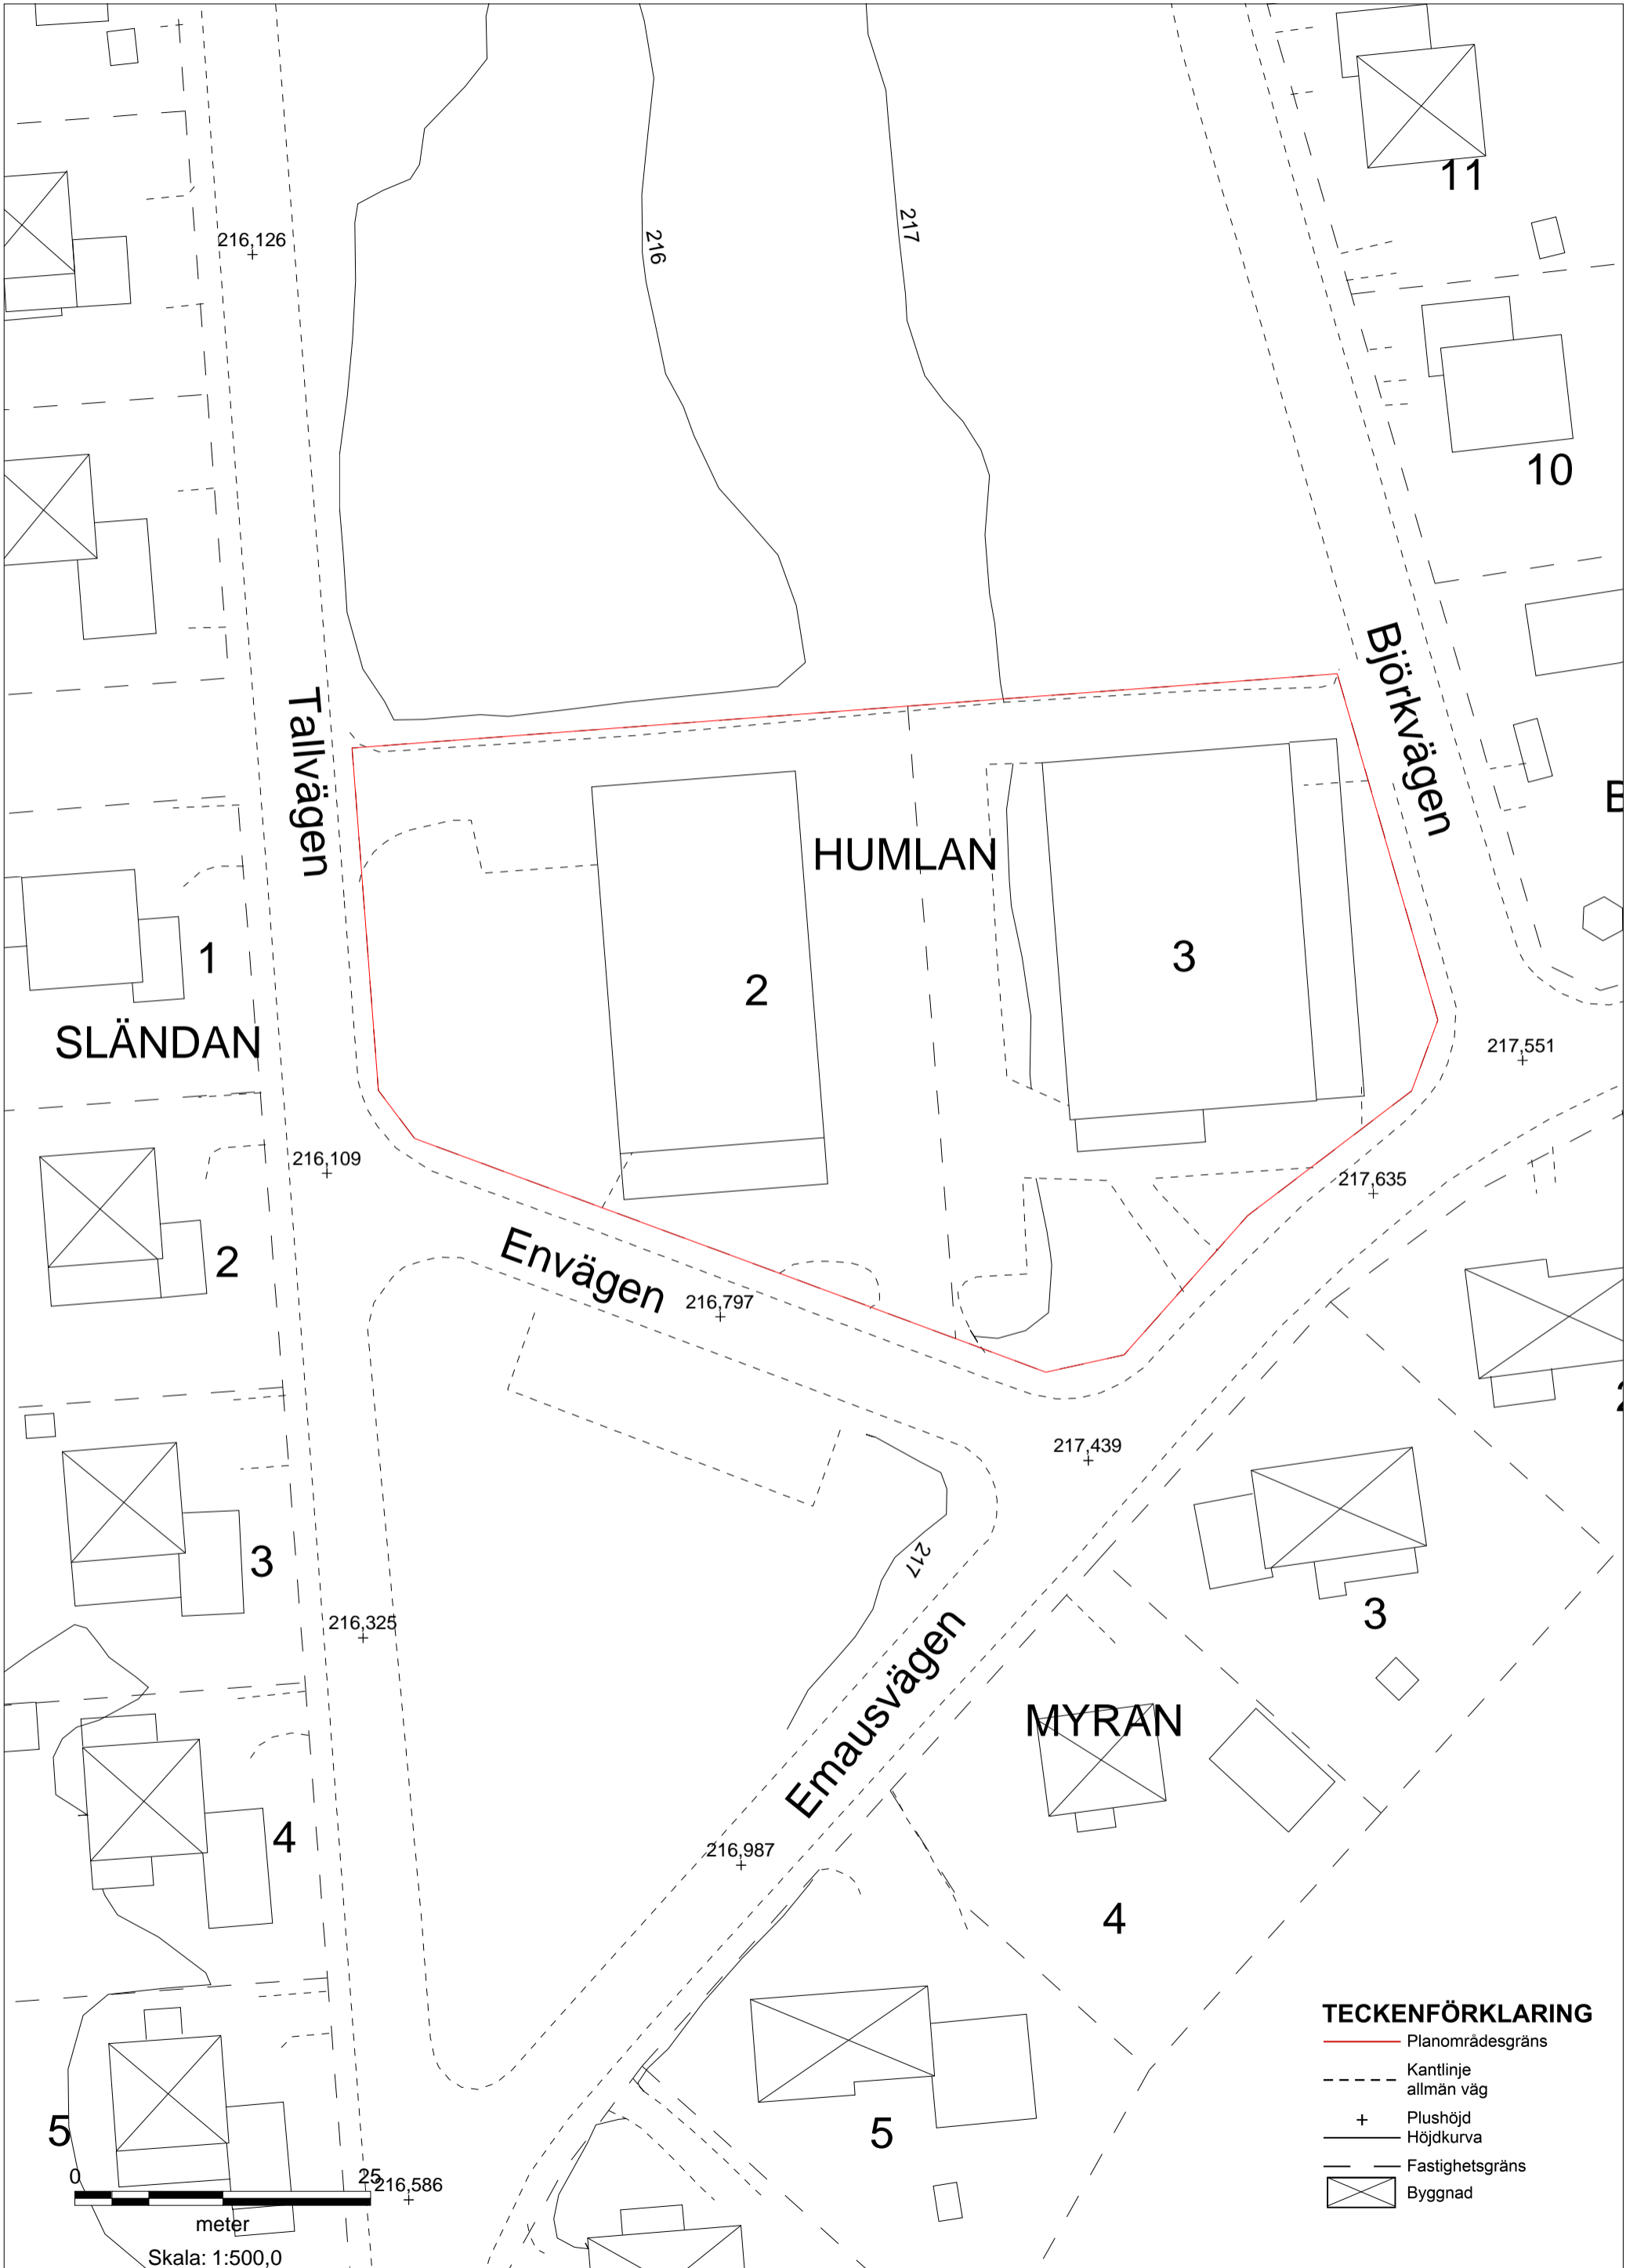 11
216,126
216
217
10
Tallvägen
Björkvägen
HUMLAN
1
2
3
SLÄNDAN
217,551
216,109
217,635
2
Envägen
216,797
217,439
3
217
3
216,325
Emausvägen
MYRAN
4
216,987
4
5
5
TECKENFÖRKLARING
Planområdesgräns
Kantlinje
allmän väg
Plushöjd
Höjdkurva
Fastighetsgräns
Byggnad
0 25
216,586
meter
Skala: 1:500,0